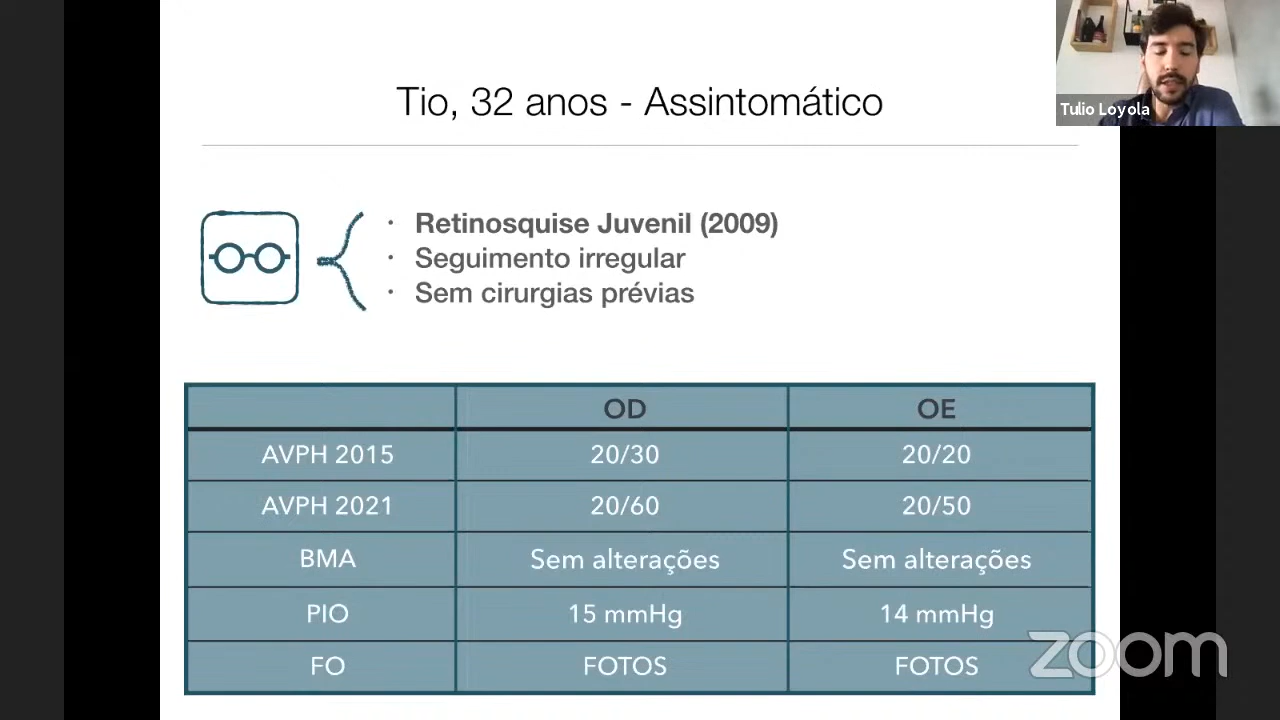 Tio, 32 anos - Assintomático
Tulio Loyola
· Retinosquise Juvenil (2009)
· Seguimento irregular
· Sem cirurgias prévias
OD OE
AVPH 2015 20/30 20/20
AVPH 2021 20/60 20/50
BMA Sem alterações Sem alterações
PIO 15 mmHg 14 mmHg
FO FOTOS FOTOS
zoom